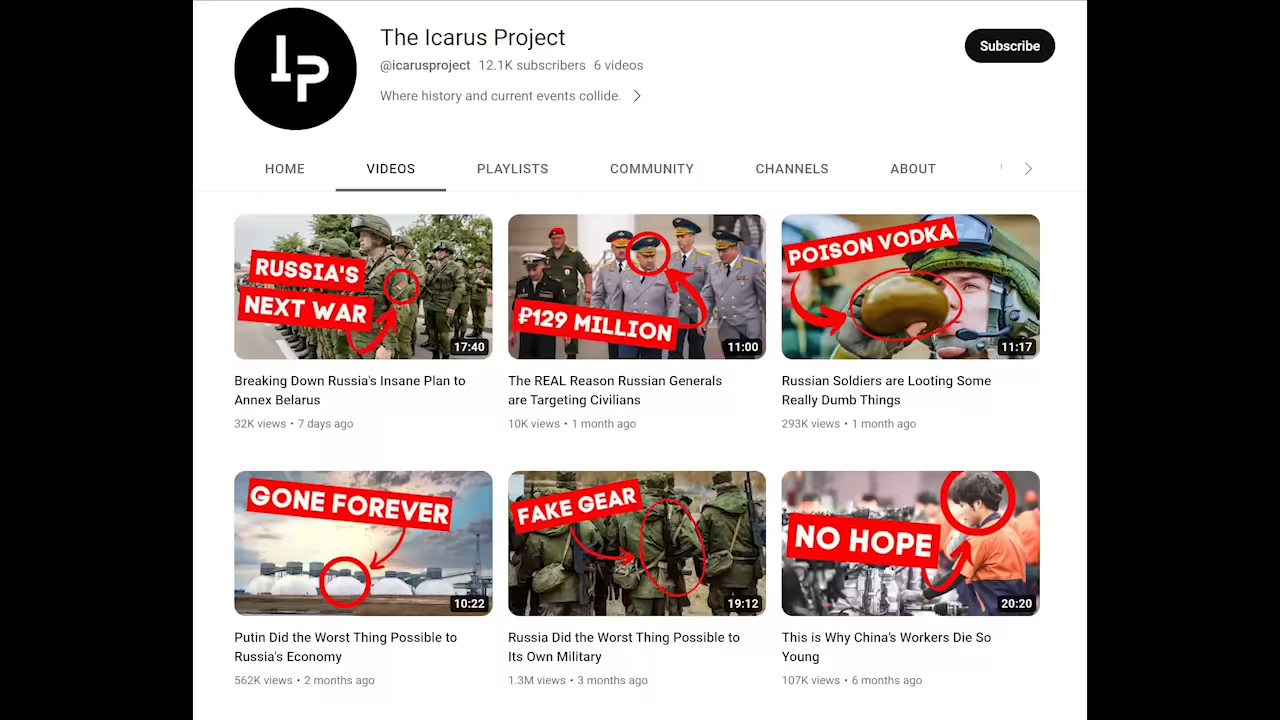 IP
The Icarus Project
Subscribe
@icarusproject 12.1K subscribers 6 videos
Where history and current events collide.
HOME VIDEOS PLAYLISTS COMMUNITY CHANNELS ABOUT
RUSSIA'S
NEXT WAR
17:40
₽129 MILLION
11:00
POISON VODKA
11:17
Breaking Down Russia's Insane Plan to
Annex Belarus
32K views • 7 days ago
The REAL Reason Russian Generals
are Targeting Civilians
10K views • 1 month ago
Russian Soldiers are Looting Some
Really Dumb Things
293K views • 1 month ago
GONE FOREVER
10:22
FAKE GEAR
19:12
NO HOPE
20:20
Putin Did the Worst Thing Possible to
Russia's Economy
562K views • 2 months ago
Russia Did the Worst Thing Possible to
Its Own Military
1.3M views • 3 months ago
This is Why China’s Workers Die So
Young
107K views • 6 months ago